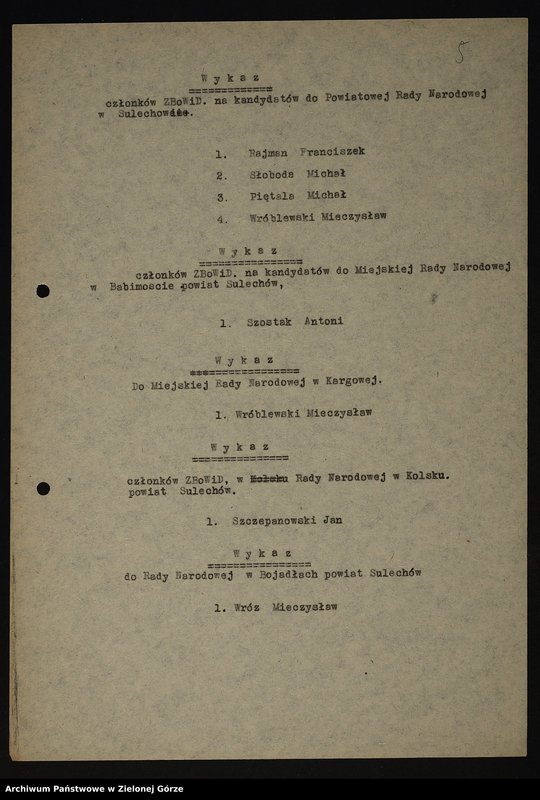 5
W y k a z
=============
członków ZBoWiD. na kandydatów do Powiatowej Rady Narodowej
w Sulechow.
1. Rajman Franciszek
2. Słoboda Michał
3. Piętala Michał
4. Wróblewski Mieczysław
W y k a z
================
członków ZBoWiD. na kandydatów do Miejskiej Rady Narodowej
w Babimoscie powiat Sulechów,
1. Szostak Antoni
W y k a z
=================
Do Miejskiej Rady Narodowej w Kargowej.
1. Wróblewski Mieczysław
W y k a z
===============
członków ZBoWiD, w Kolsku Rady Narodowej w Kolsku.
powiat Sulechów.
1. Szczepanowski Jan
W y k a z
================
do Rady Narodowej w Bojadłach powiat Sulechów
1. Wróz Mieczysław
Archiwum Państwowe w Zielonej Górze